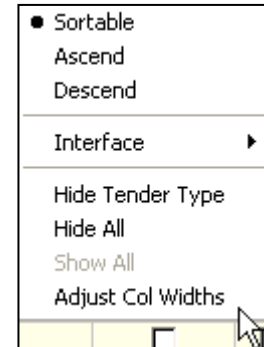 Sortable
Ascend
Descend
Interface
Hide Tender Type
Hide All
Show All
Adjust Col Widths